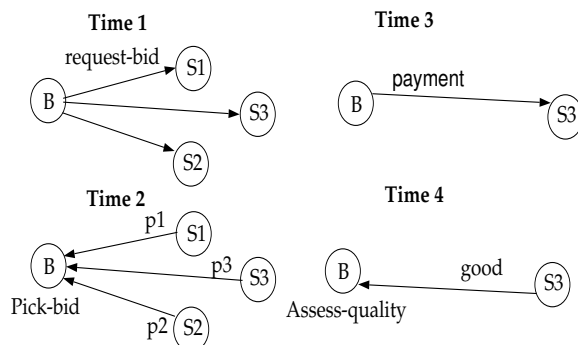 Time 1
request-bid
B
S1
S3
S2
Time 2
p1
S1
B
p3
S3
Pick-bid
p2
S2
Time 3
payment
B
S3
Time 4
B
good
S3
Assess-quality